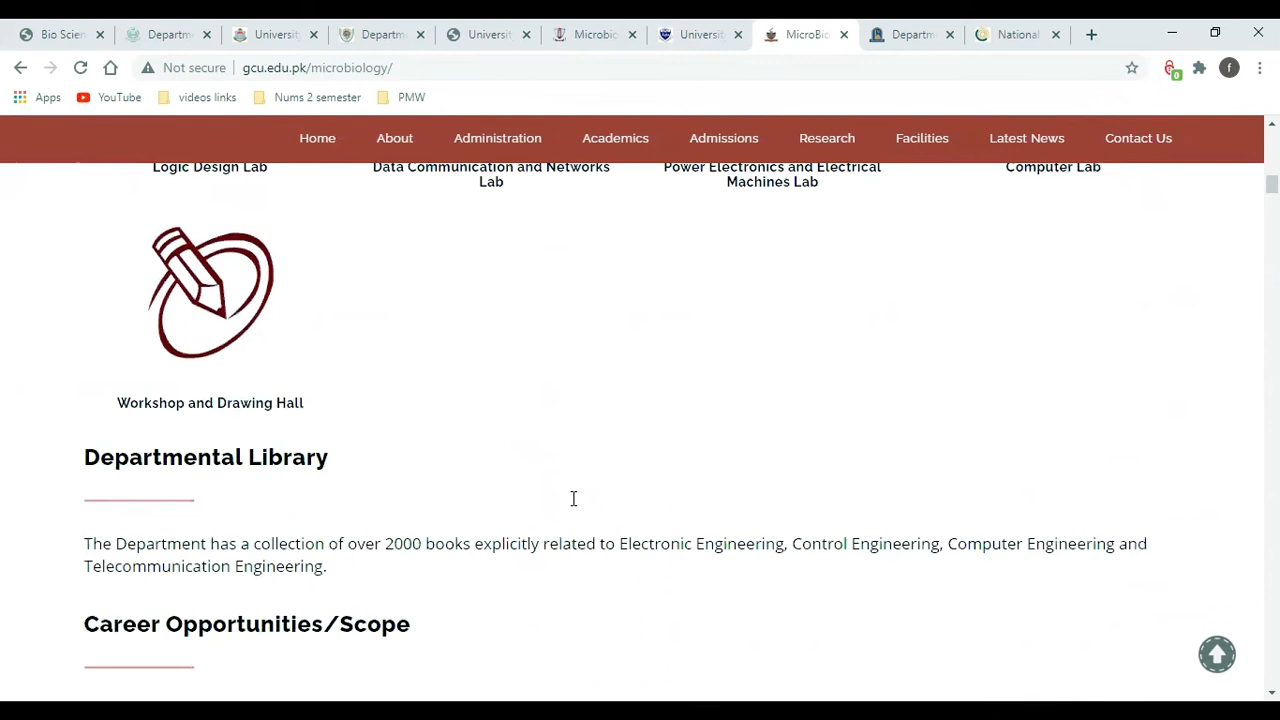 Bio Scien
Departm
University
Departm
Universit
Microbio
Universit
MicroBio
Departm
National
Not secure
gcu.edu.pk/microbiology/
0
f
Apps
YouTube
videos links
Nums 2 semester
PMW
Home
About
Administration
Academics
Admissions
Research
Facilities
Latest News
Contact Us
Logic Design Lab
Data Communication and Networks
Lab
Power Electronics and Electrical
Machines Lab
Computer Lab
Workshop and Drawing Hall
Departmental Library
The Department has a collection of over 2000 books explicitly related to Electronic Engineering, Control Engineering, Computer Engineering and
Telecommunication Engineering.
Career Opportunities/Scope